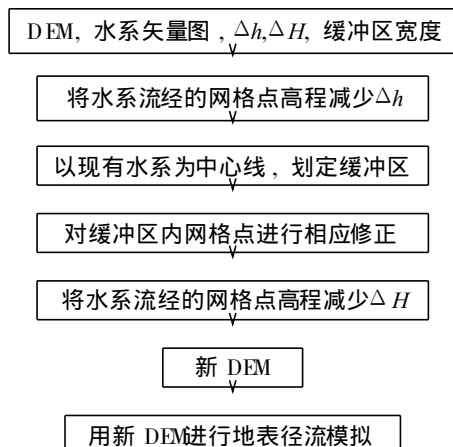 DEM, 水系矢量图, Δh,ΔH, 缓冲区宽度
将水系流经的网格点高程减少Δh
以现有水系为中心线, 划定缓冲区
对缓冲区内网格点进行相应修正
将水系流经的网格点高程减少ΔH
新 DEM
用新 DEM进行地表径流模拟